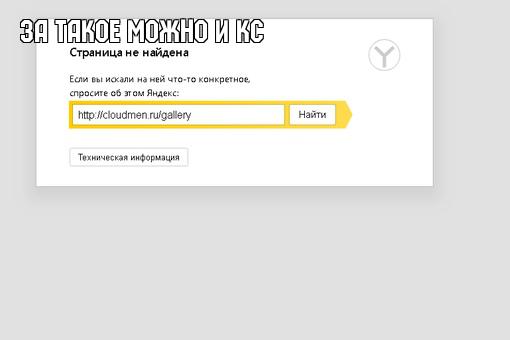 ЗА ТАКОЕ МОЖНО И КС
Страница не найдена
Если вы искали на ней что-то конкретное,
спросите об этом Яндекс:
http://cloudmen.ru/gallery Найти
Техническая информация